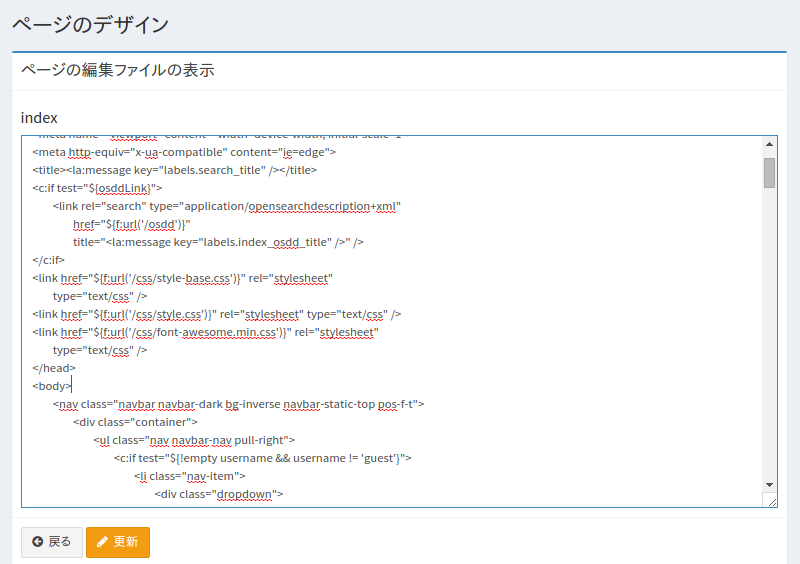 ページのデザイン
ページの編集ファイルの表示
index
<meta http-equiv="x-ua-compatible" content="ie=edge">
<title><la:message key="labels.search_title" /></title>
<c:if test="${osddLink}">
<link rel="search" type="application/opensearchdescription+xml"
href="${f:url('/osdd')}"
title="<la:message key="labels.index_osdd_title" />" />
</c:if>
<link href="${f:url('/css/style-base.css')}" rel="stylesheet"
type="text/css" />
<link href="${f:url('/css/style.css')}" rel="stylesheet" type="text/css" />
<link href="${f:url('/css/font-awesome.min.css')}" rel="stylesheet"
type="text/css" />
</head>
<body>
<nav class="navbar navbar-dark bg-inverse navbar-static-top pos-f-t">
<div class="container">
<ul class="nav navbar-nav pull-right">
<c:if test="${!empty username && username != 'guest'}">
<li class="nav-item">
<div class="dropdown">
戻る 更新